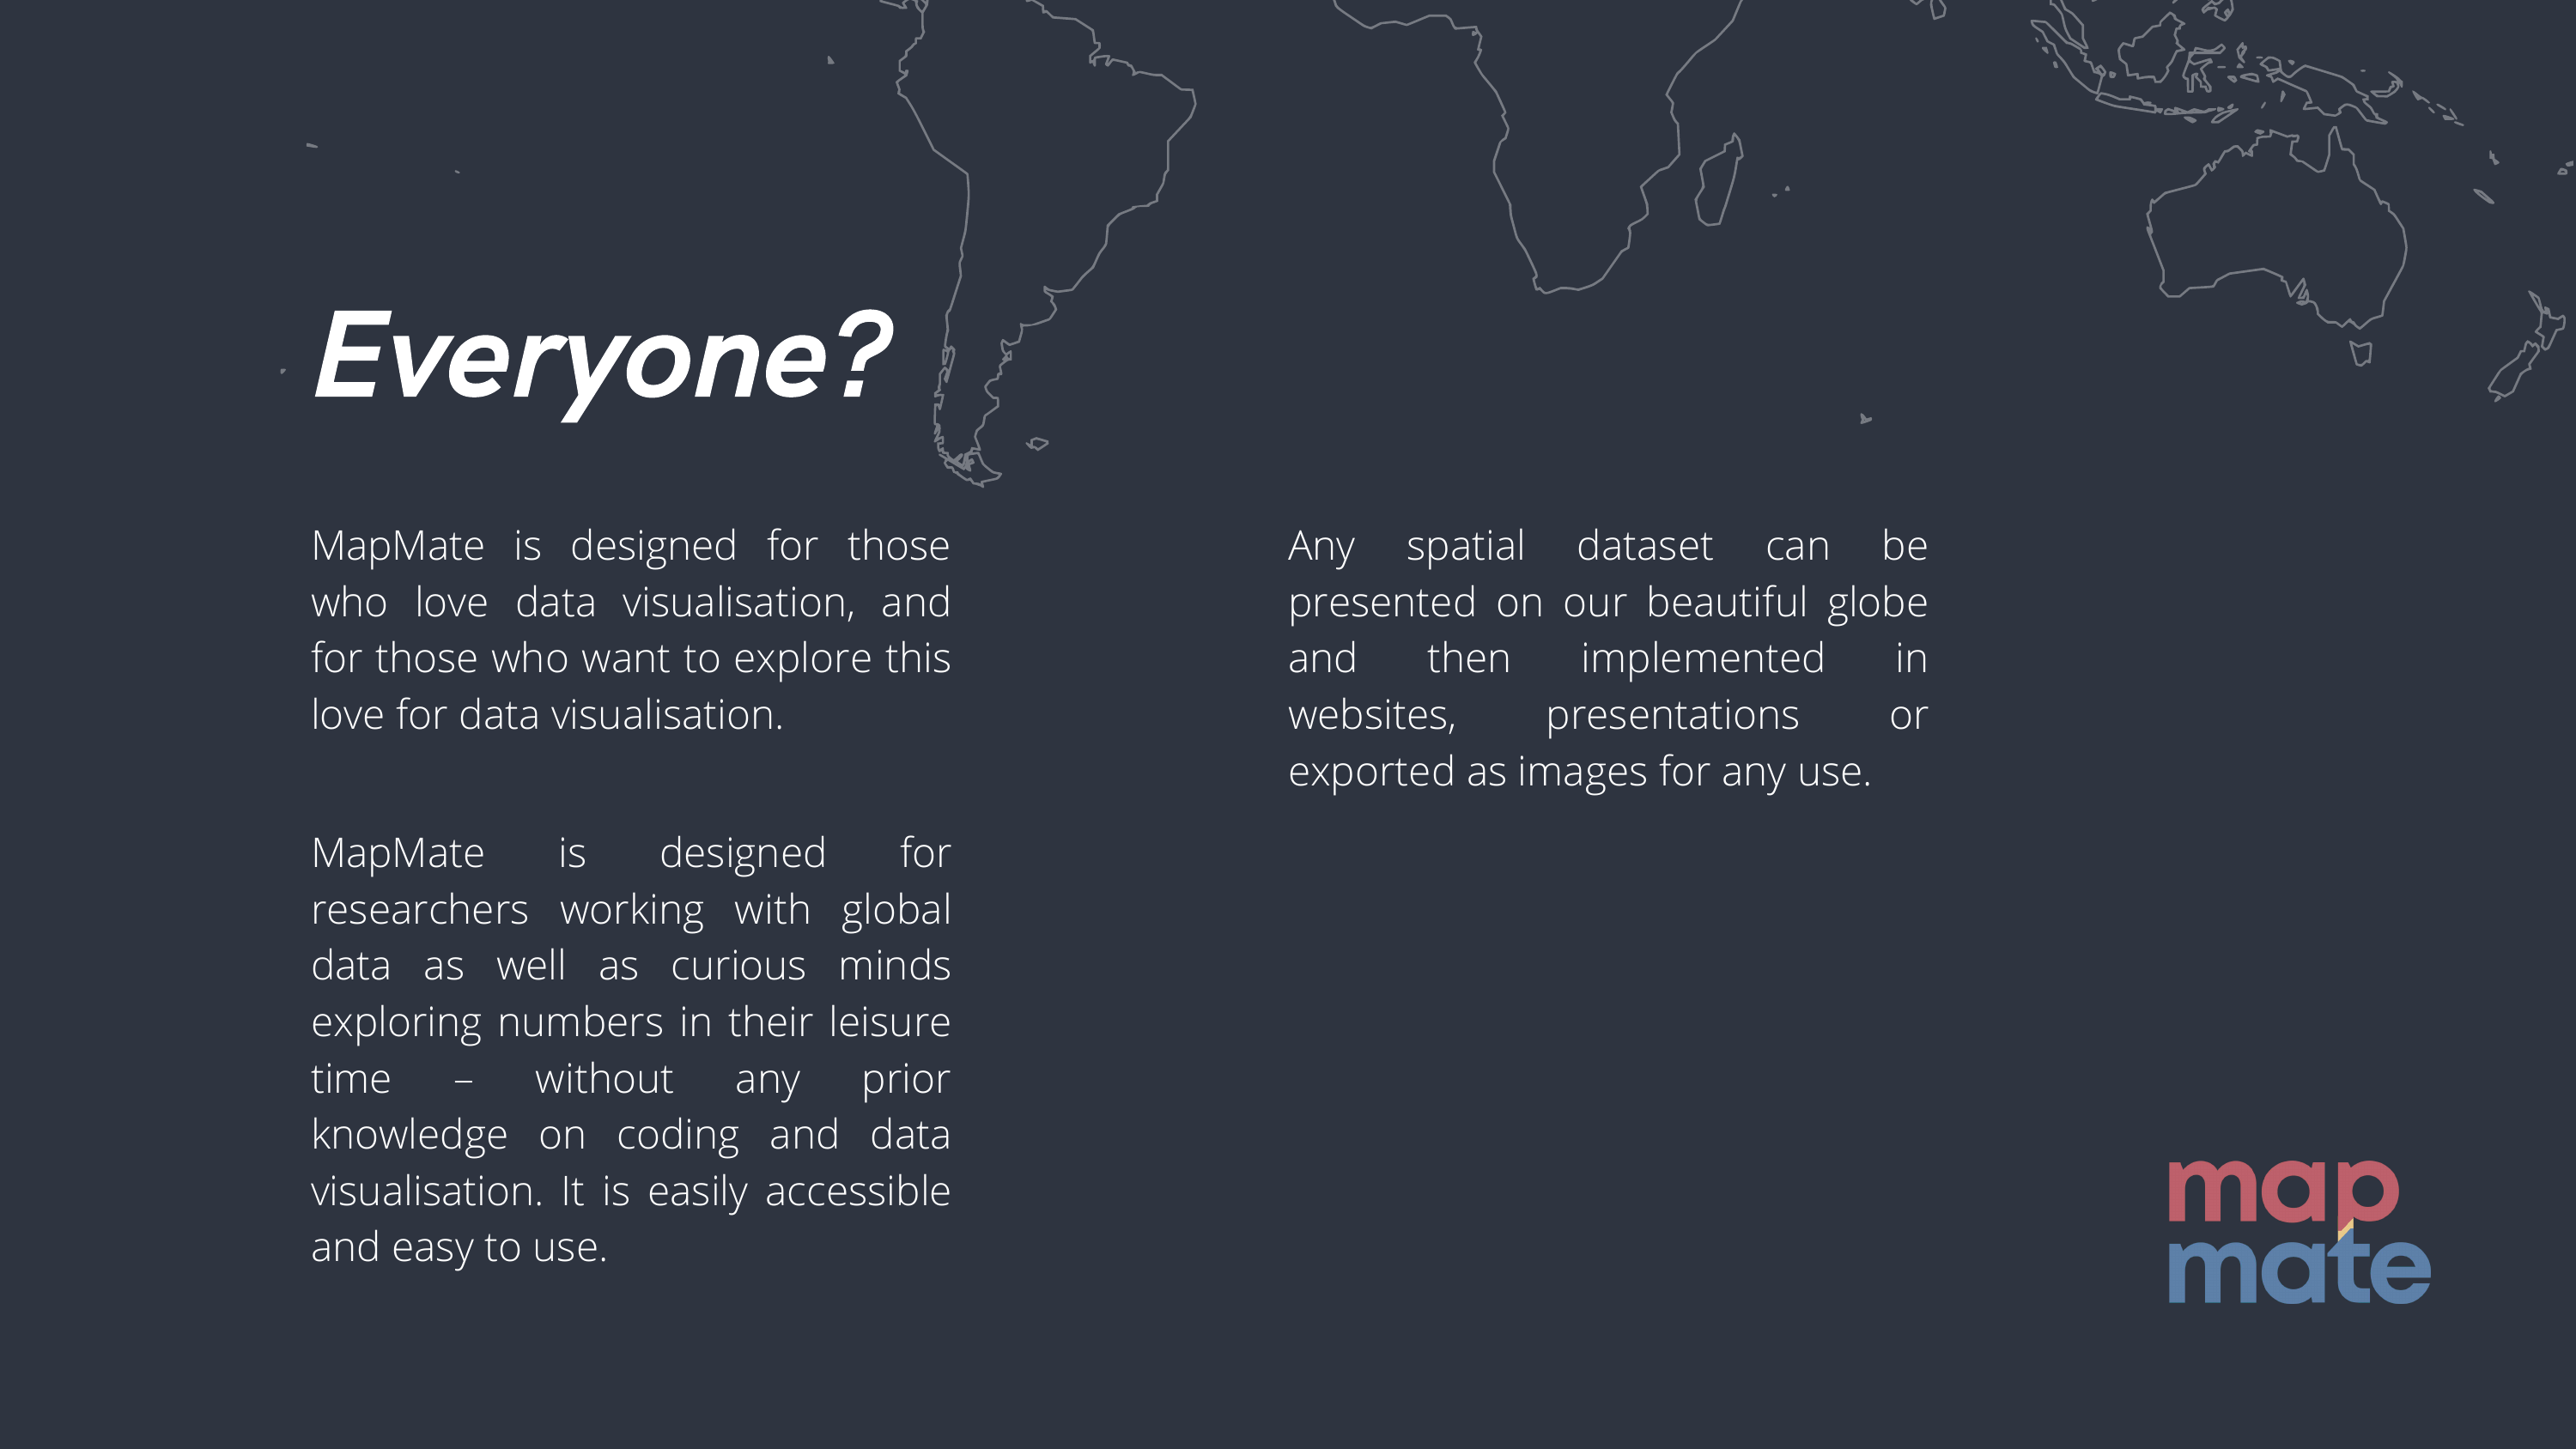 Everyone?
MapMate is designed for those
who love data visualisation, and
for those who want to explore this
love for data visualisation.
MapMate is designed for
researchers working with global
data as well as curious minds
exploring numbers in their leisure
time – without any prior
knowledge on coding and data
visualisation. It is easily accessible
and easy to use.
Any spatial dataset can be
presented on our beautiful globe
and then implemented in
websites, presentations or
exported as images for any use.
map
mate